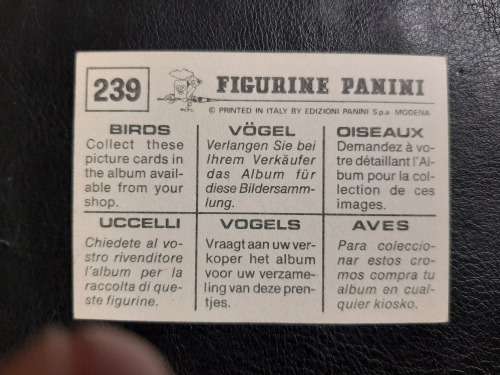 239
FIGURINE PANINI
© PRINTED IN ITALY BY EDIZIONI PANINI S.p.a MODENA
BIRDS
Collect these
picture cards in
the album avail-
able from your
shop.
VÖGEL
Verlangen Sie bei
Ihrem Verkäufer
das Album für
diese Bildersamm-
lung.
OISEAUX
Demandez à vo-
tre détaillant l'Al-
bum pour la col-
lection de ces
images.
UCCELLI
Chiedete al vo-
stro rivenditore
l'album per la
raccolta di que-
ste figurine.
VOGELS
Vraagt aan uw ver-
koper het album
voor uw verzame-
ling van deze pren-
tjes.
AVES
Para coleccio-
nar estos cro-
mos compra tu
album en cual-
quier kiosko.